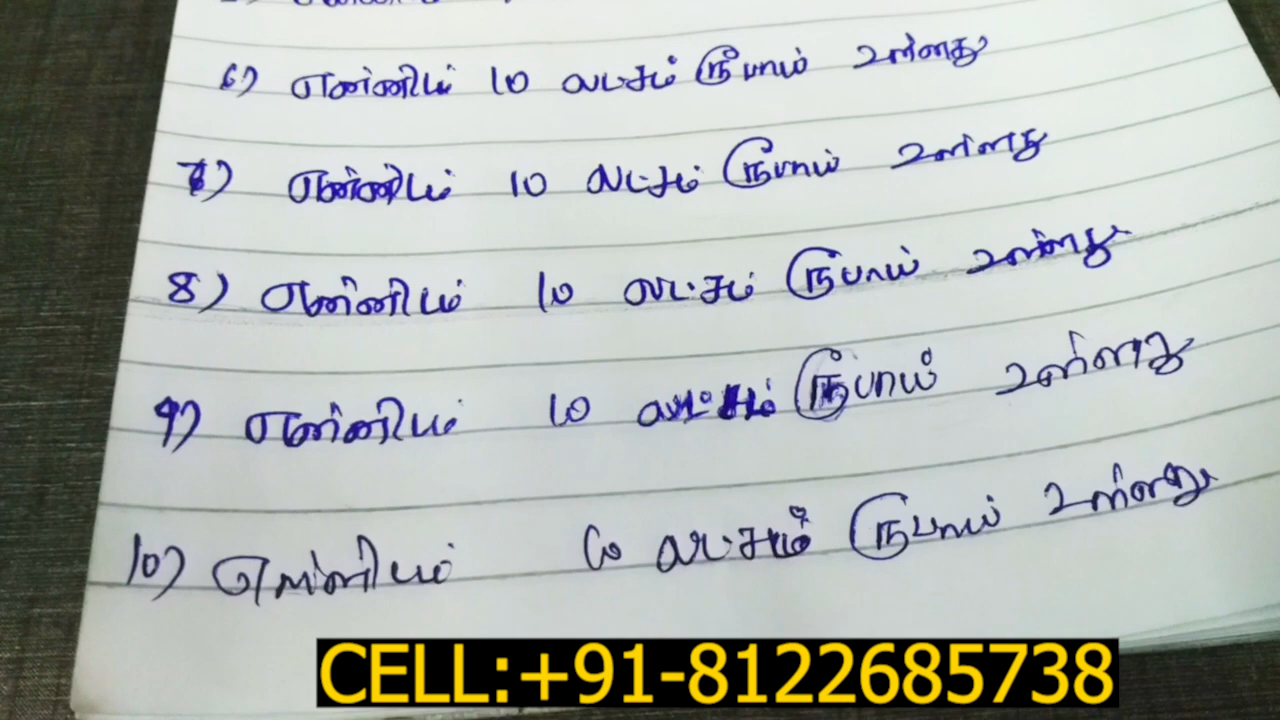 6) என்னிடம் 10 லட்சம் ரூபாய் உள்ளது
7) என்னிடம் 10 லட்சம் ரூபாய் உள்ளது
8) என்னிடம் 10 லட்சம் ரூபாய் உள்ளது
9) என்னிடம் 10 லட்சம் ரூபாய் உள்ளது
10) என்னிடம் 10 லட்சம் ரூபாய் உள்ளது
CELL:+91-8122685738